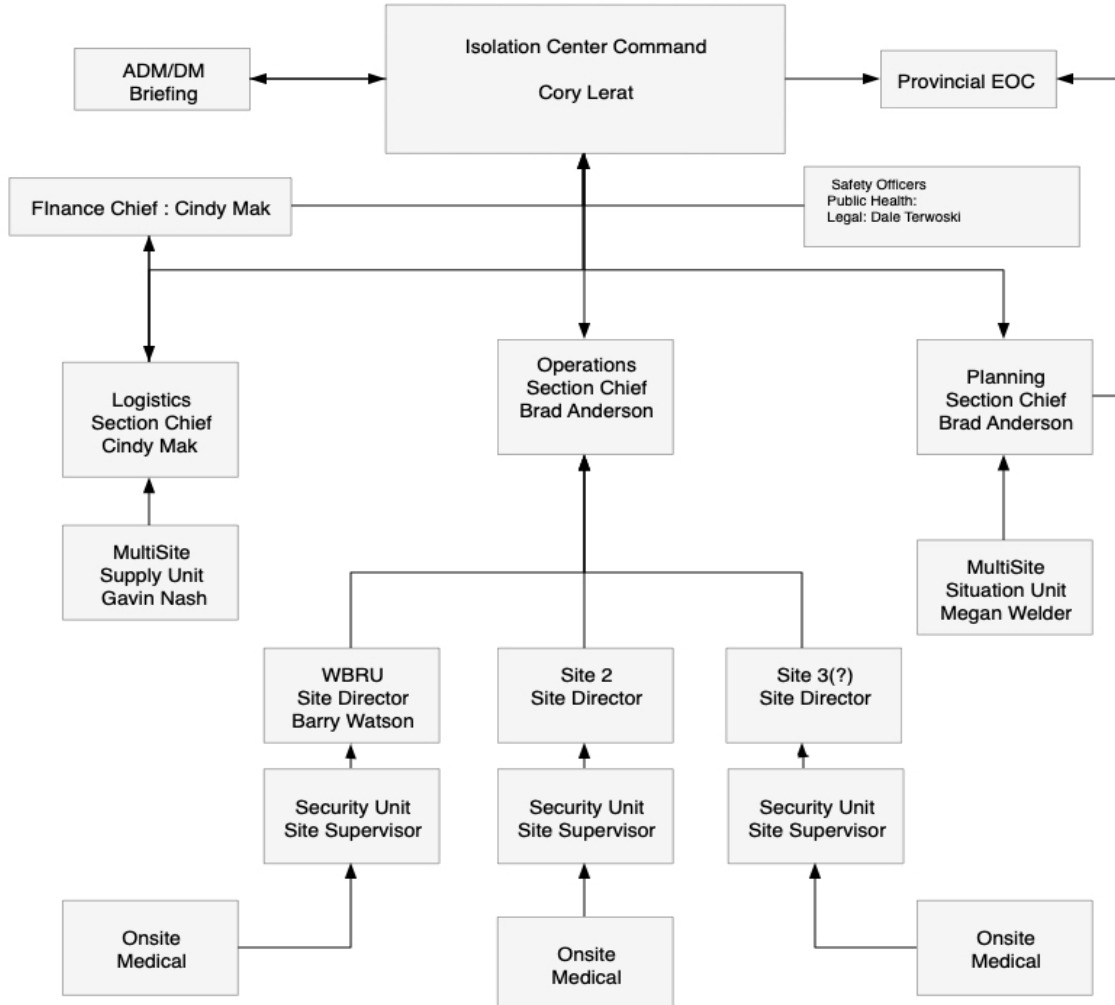 Isolation Center Command
Cory Lerat
ADM/DM
Briefing
Provincial EOC
FInance Chief : Cindy Mak
Safety Officers
Public Health:
Legal: Dale Terwoski
Logistics
Section Chief
Cindy Mak
Operations
Section Chief
Brad Anderson
Planning
Section Chief
Brad Anderson
MultiSite
Supply Unit
Gavin Nash
MultiSite
Situation Unit
Megan Welder
WBRU
Site Director
Barry Watson
Site 2
Site Director
Site 3(?)
Site Director
Security Unit
Site Supervisor
Security Unit
Site Supervisor
Security Unit
Site Supervisor
Onsite
Medical
Onsite
Medical
Onsite
Medical